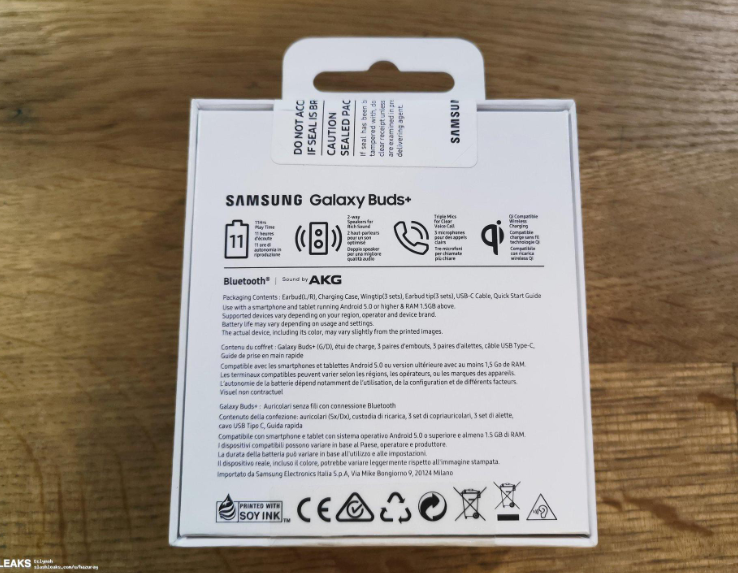 DO NOT ACC
IF SEAL IS BR
CAUTION
SEALED PAC
If seal has been b
tampered with, do
clear receipt unless
are examined in pr
delivering agent.
SAMSUN
SAMSUNG Galaxy Buds+
11
11Hrs
Play Time
11 heures
d'écoute
11 ore di
autonomia in
riproduzione
2-way
Speakers for
Rich Sound
2 haut-parleurs
pour un son
optimisé
Doppio speaker
per una migliore
qualità audio
Triple Mics
for Clear
Voice Call
3 microphones
pour des appels
clairs
Tre microfoni
per chiamate
più chiare
Qi Compatible
Wireless
Charging
Compatible
charge sans fil
technologie Qi
Compatibile
con ricarica
wireless Qi
Bluetooth® | Sound by AKG
Packaging Contents : Earbud(L/R), Charging Case, Wingtip(3 sets), Earbud tip(3 sets), USB-C Cable, Quick Start Guide
Use with a smartphone and tablet running Android 5.0 or higher & RAM 1.5GB above.
Supported devices vary depending on your region, operator and device brand.
Battery life may vary depending on usage and settings.
The actual device, including its color, may vary slightly from the printed images.
Contenu du coffret : Galaxy Buds+ (G/D), étui de charge, 3 paires d'embouts, 3 paires d'ailettes, câble USB Type-C,
Guide de prise en main rapide
Compatible avec les smartphones et tablettes Android 5.0 ou version ultérieure avec au moins 1,5 Go de RAM.
Les terminaux compatibles peuvent varier selon les régions, les opérateurs, ou les marques des appareils.
L'autonomie de la batterie dépend notamment de l'utilisation, de la configuration et de différents facteurs.
Visuel non contractuel
Galaxy Buds+ : Auricolari senza fili con connessione Bluetooth
Contenuto della confezione: auricolari (Sx/Dx), custodia di ricarica, 3 set di copriauricolari, 3 set di alette,
cavo USB Tipo C, Guida rapida
Compatibile con smartphone e tablet con sistema operativo Android 5.0 o superiore e almeno 1.5 GB di RAM.
I dispositivi compatibili possono variare in base al Paese, operatore e produttore.
La durata della batteria può variare in base all'utilizzo e alle impostazioni.
Il dispositivo reale, incluso il colore, potrebbe variare leggermente rispetto all'immagine stampata.
Importato da Samsung Electronics Italia S.p.A, Via Mike Bongiorno 9, 20124 Milano
PRINTED WITH
SOY INK™
CE
LEAKS